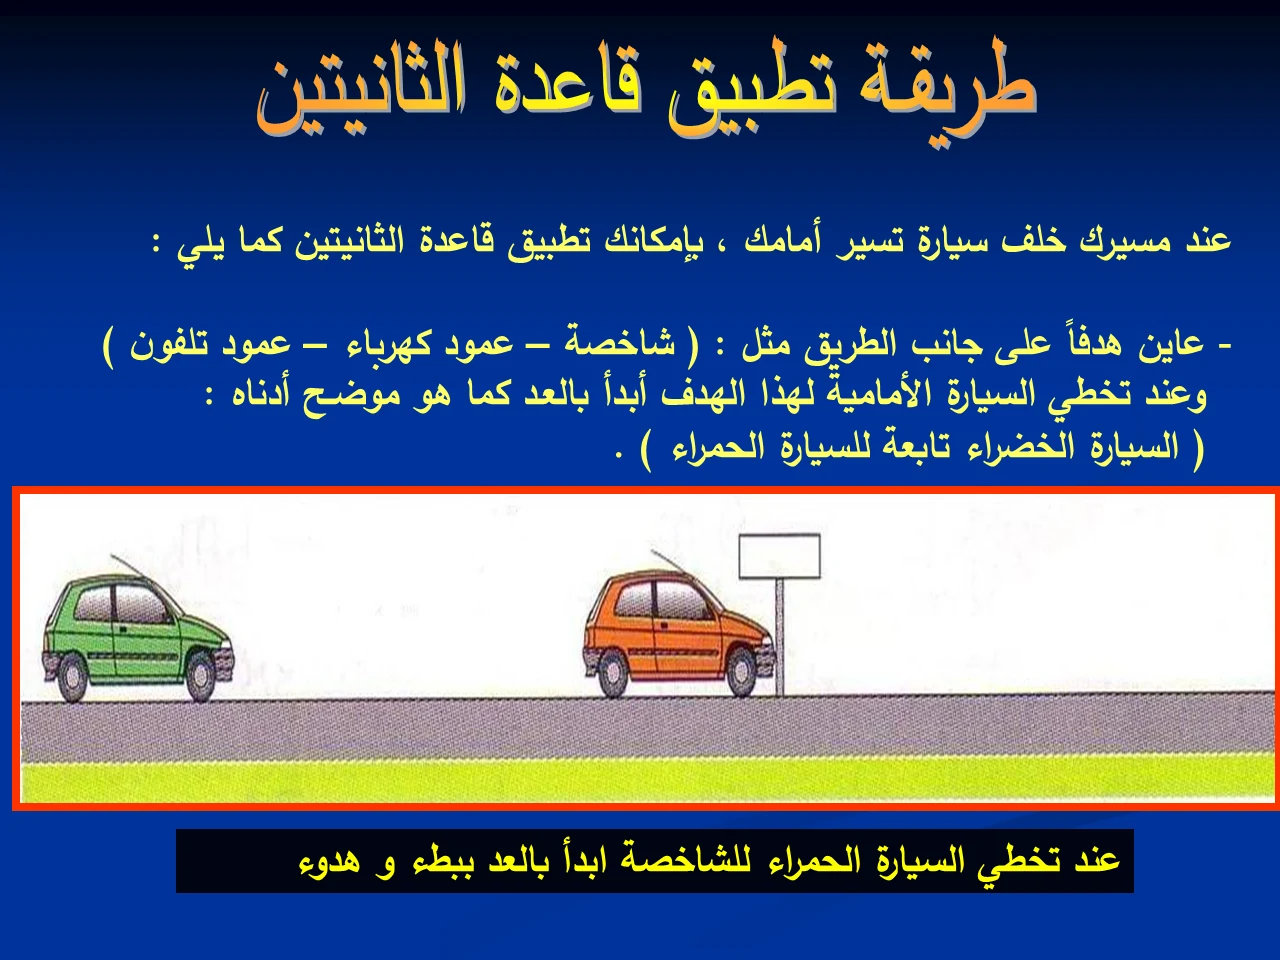 طريقة تطبيق قاعدة الثانيتين
عند مسيرك خلف سيارة تسير أمامك ، بإمكانك تطبيق قاعدة الثانيتين كما يلي :
- عاين هدفاً على جانب الطريق مثل : ( شاخصة – عمود كهرباء – عمود تلفون )
وعند تخطي السيارة الأمامية لهذا الهدف أبدأ بالعد كما هو موضح أدناه :
( السيارة الخضراء تابعة للسيارة الحمراء ) .
عند تخطي السيارة الحمراء للشاخصة ابدأ بالعد ببطء و هدوء